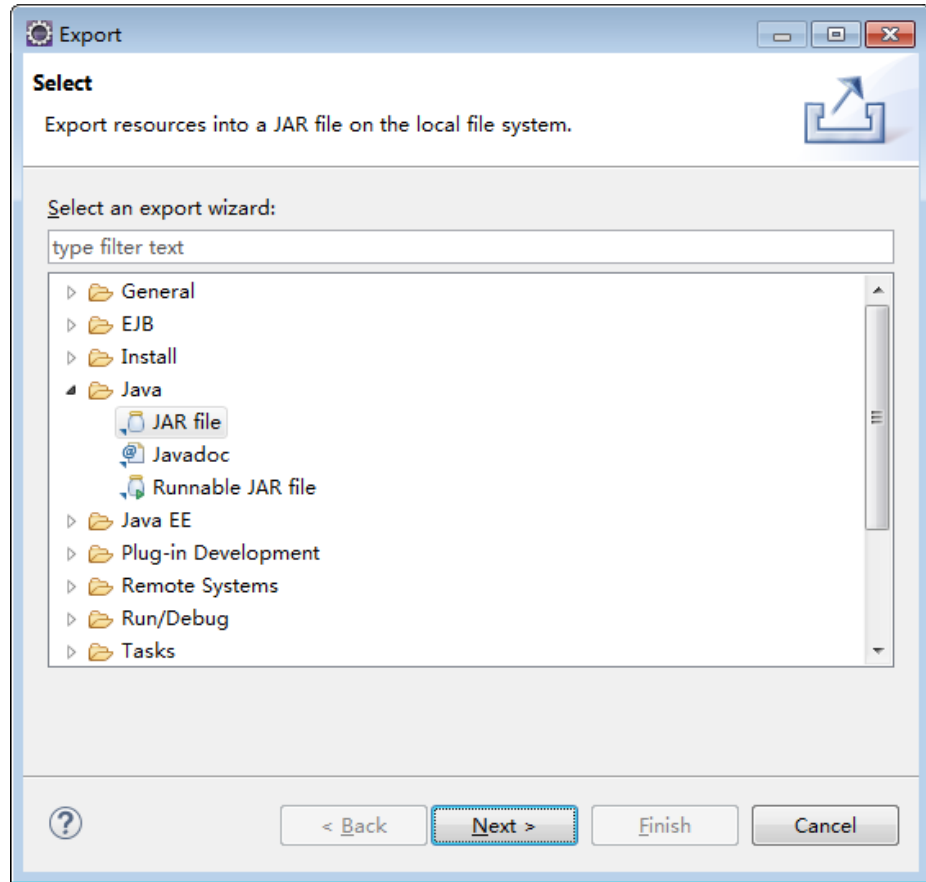 Export
Select
Export resources into a JAR file on the local file system.
Select an export wizard:
type filter text
General
EJB
Install
Java
JAR file
Javadoc
Runnable JAR file
Java EE
Plug-in Development
Remote Systems
Run/Debug
Tasks
< Back Next > Finish Cancel